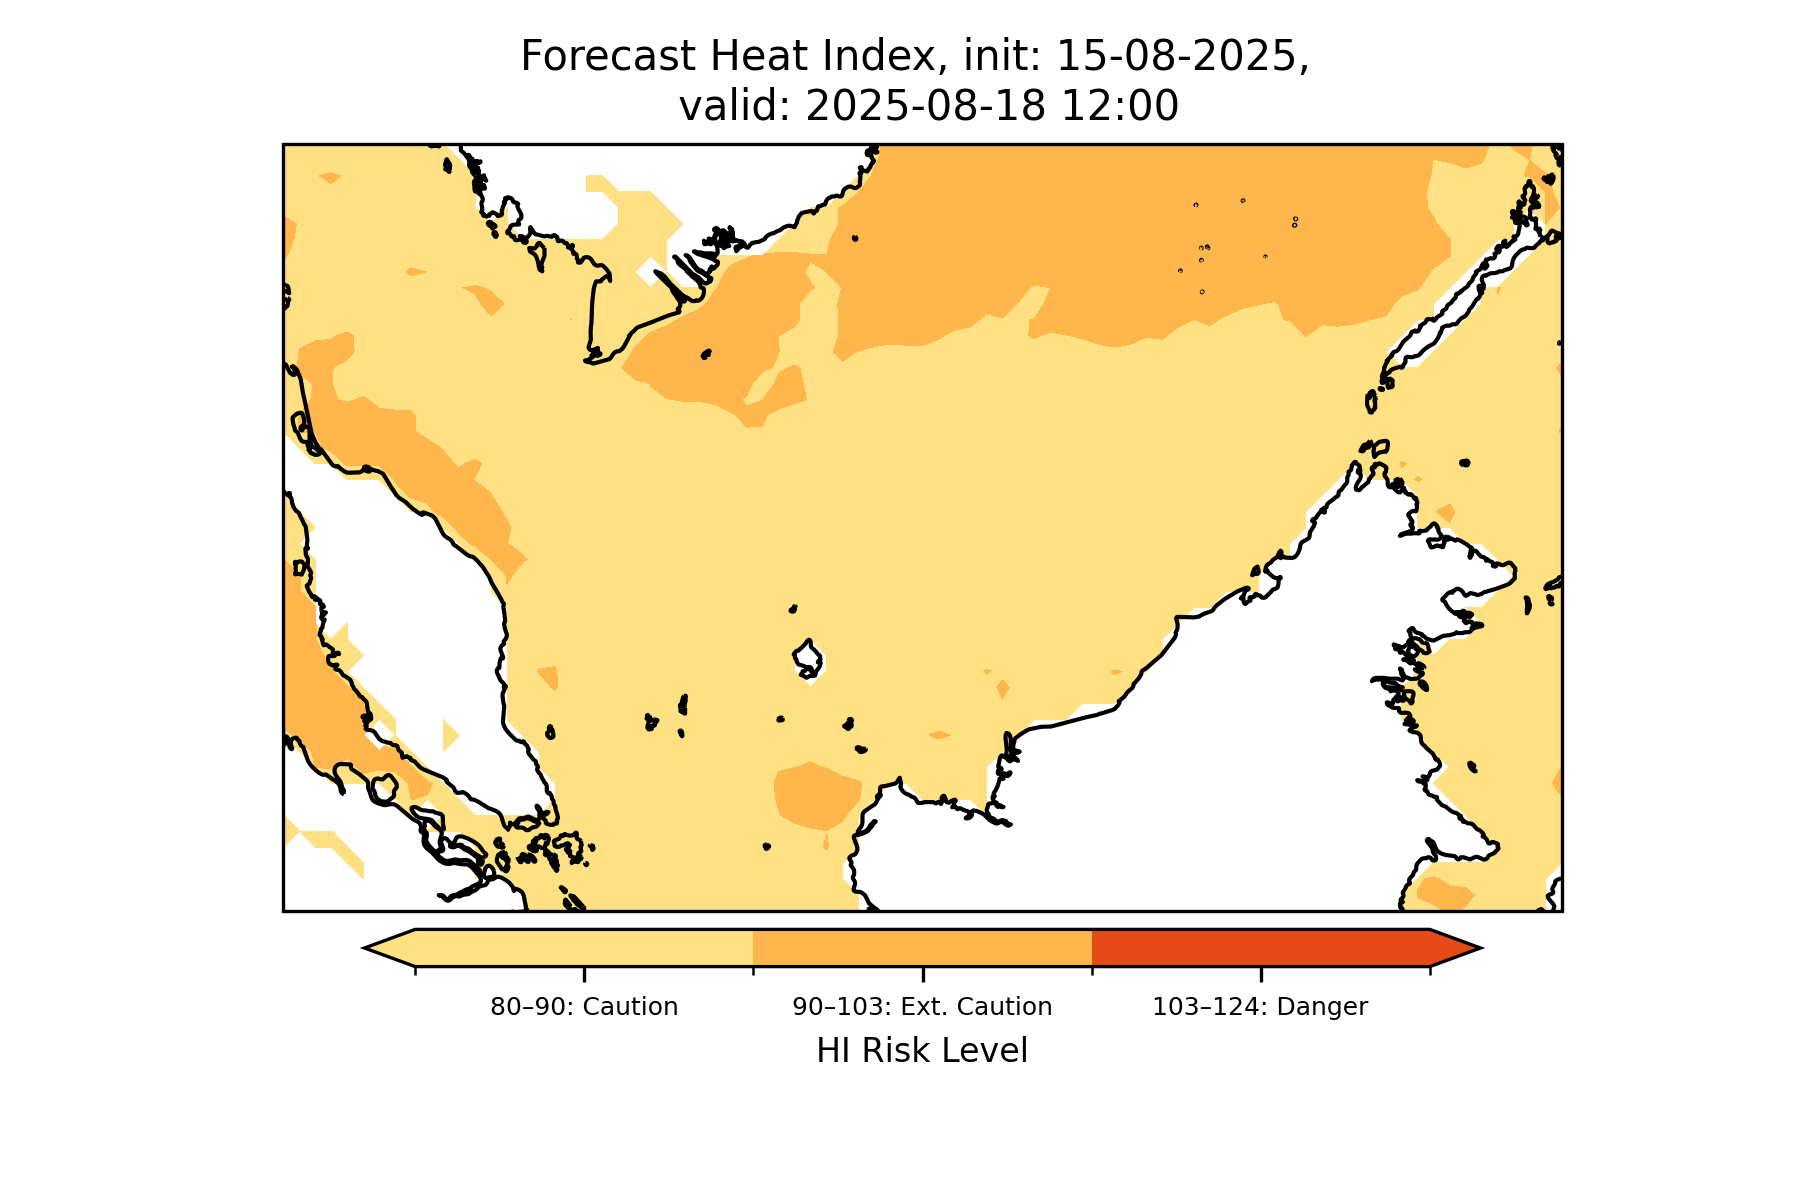 Forecast Heat Index, init: 15-08-2025,
valid: 2025-08-18 12:00
80–90: Caution
90–103: Ext. Caution
103–124: Danger
HI Risk Level